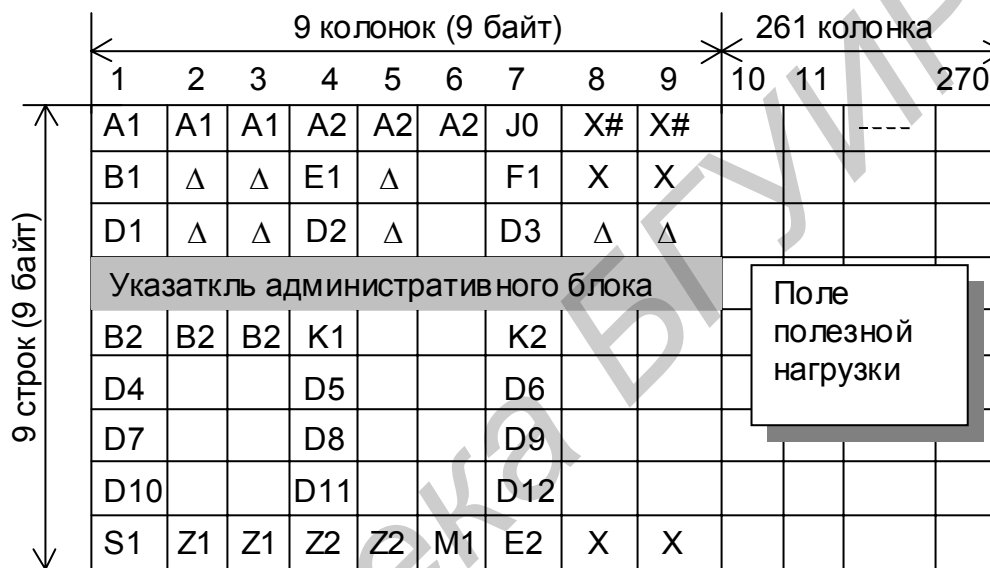 9 колонок (9 байт) 261 колонка
1 2 3 4 5 6 7 8 9 10 11 270
A1 A1 A1 A2 A2 A2 J0 X# X# ----
B1 Δ Δ E1 Δ F1 X X
D1 Δ Δ D2 Δ D3 Δ Δ
Указаткль административного блока
B2 B2 B2 K1 K2
D4 D5 D6
D7 D8 D9
D10 D11 D12
S1 Z1 Z1 Z2 Z2 M1 E2 X X
9 строк (9 байт)
Поле
полезной
нагрузки